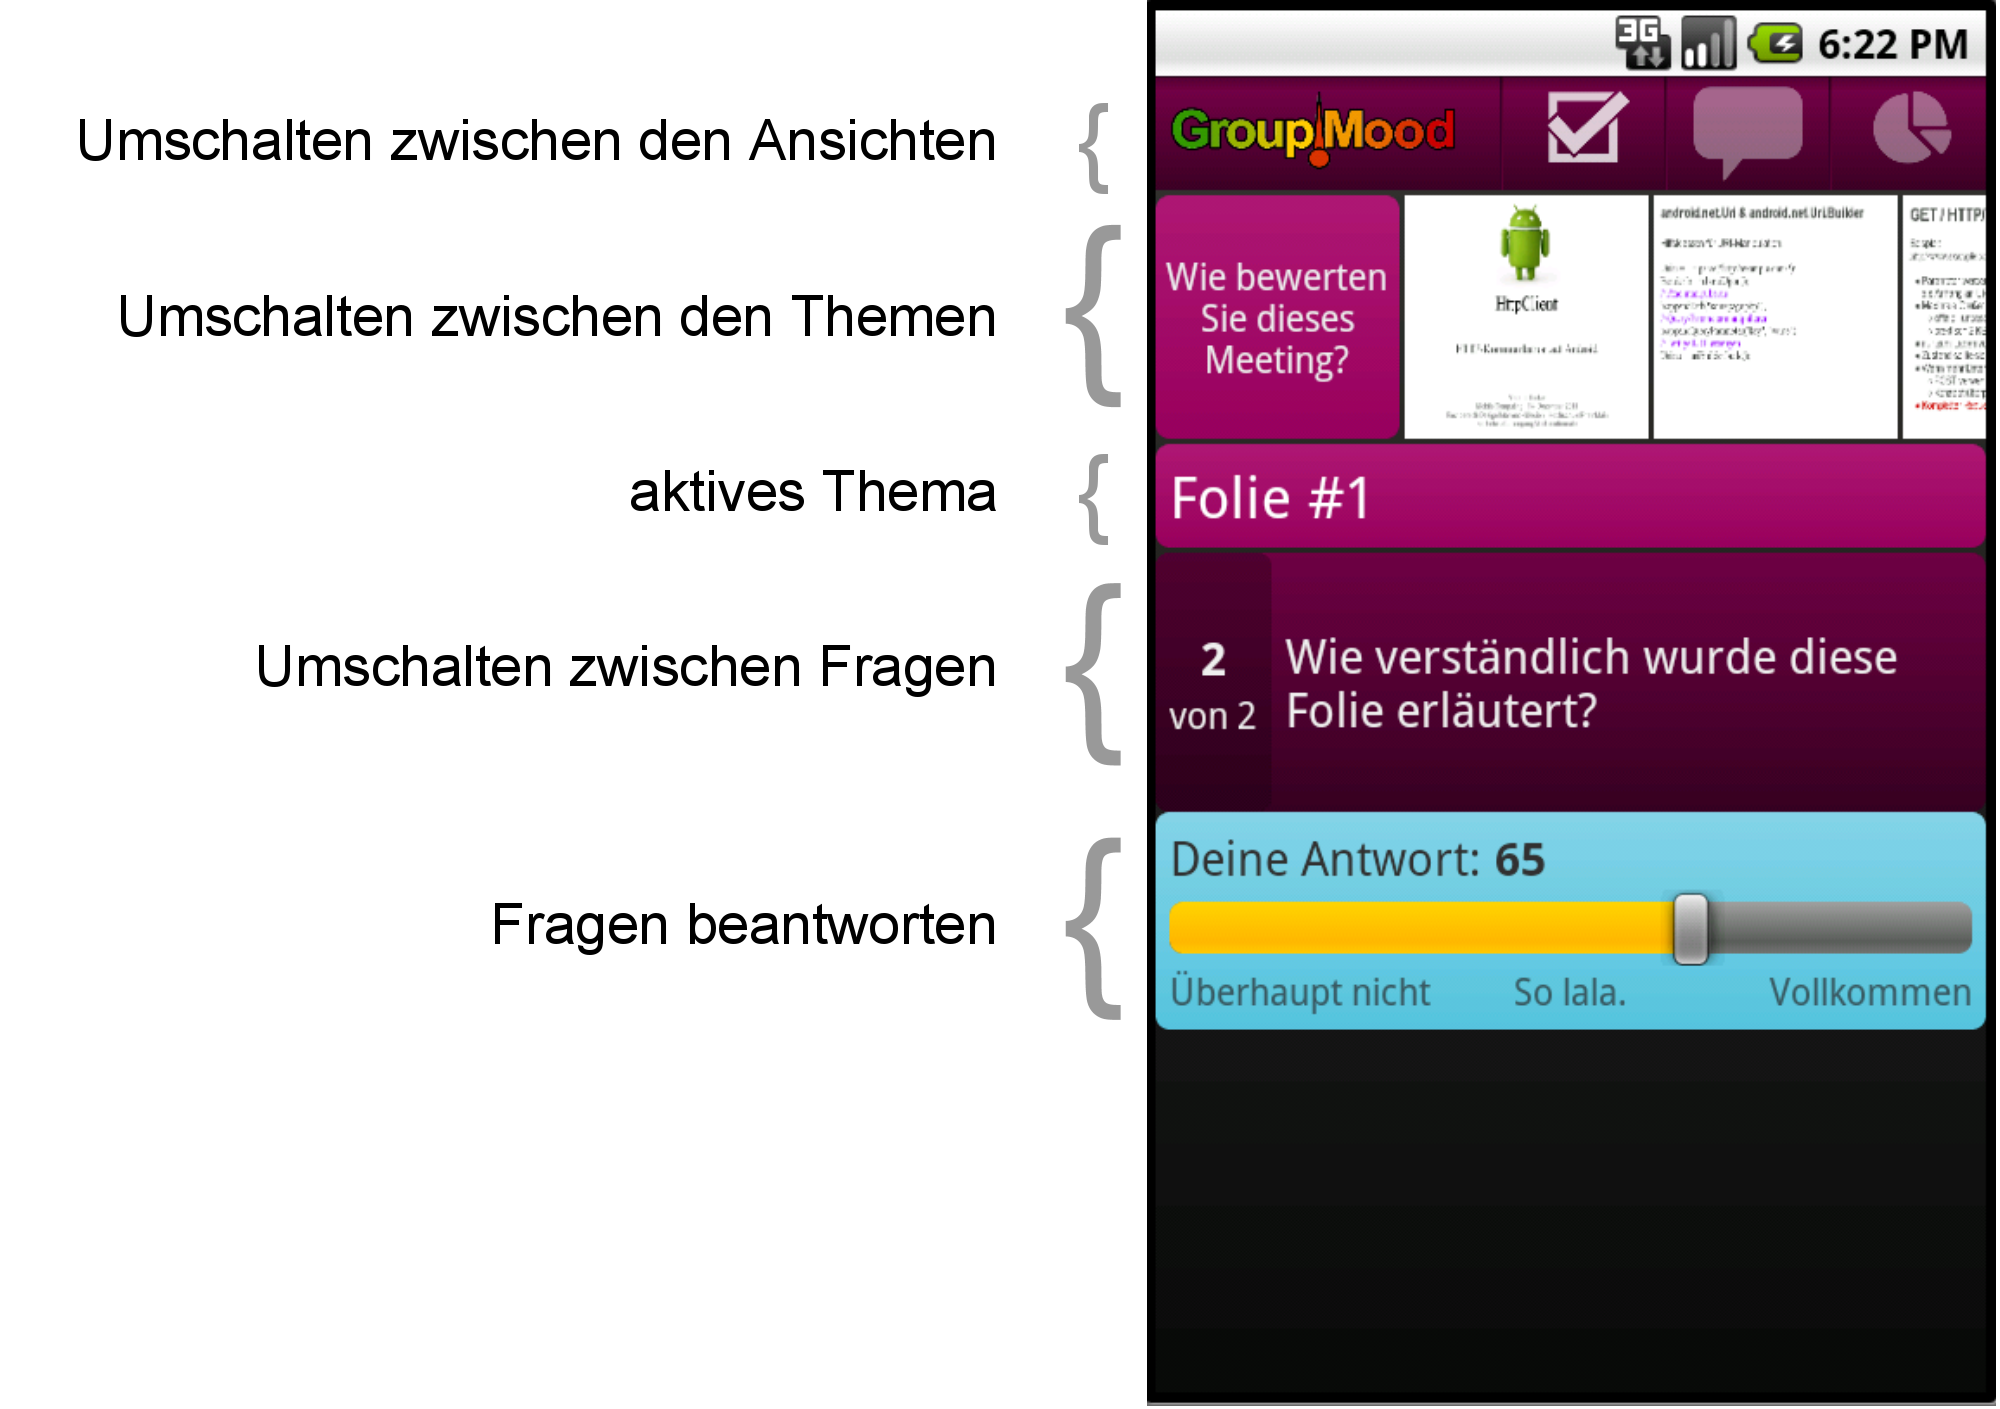 3G 6:22 PM
Umschalten zwischen den Ansichten
GroupMood
Umschalten zwischen den Themen
Wie bewerten
Sie dieses
Meeting?
HttpClient
android.net.Uri & android.net.Uri.Builder
GET / HTTP/
aktives Thema
Folie #1
Umschalten zwischen Fragen
2
von 2
Wie verständlich wurde diese
Folie erläutert?
Fragen beantworten
Deine Antwort: 65
Überhaupt nicht So lala. Vollkommen